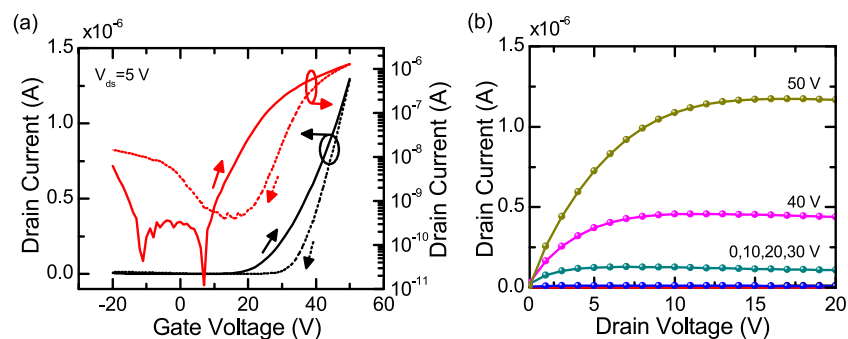 (a)
x10⁻⁶
1.5
1.0
0.5
0.0
Drain Current (A)
V_ds=5 V
10⁻⁶
10⁻⁷
10⁻⁸
10⁻⁹
10⁻¹⁰
10⁻¹¹
Drain Current (A)
-20 0 20 40 60
Gate Voltage (V)
(b)
x10⁻⁶
1.5
1.0
0.5
0.0
Drain Current (A)
50 V
40 V
0,10,20,30 V
0 5 10 15 20
Drain Voltage (V)